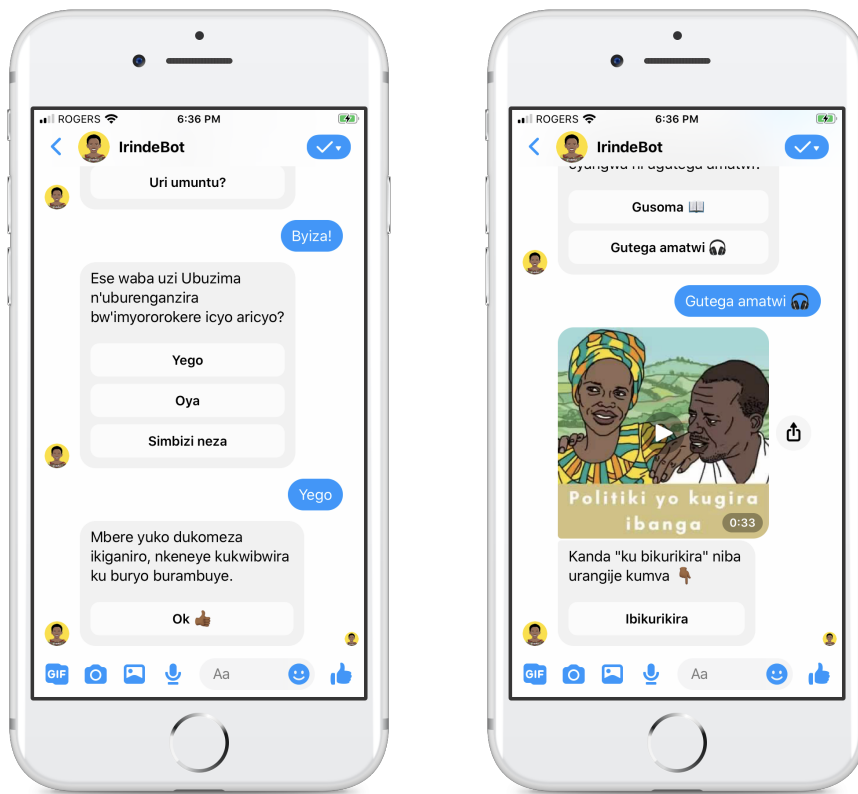 ROGERS 6:36 PM
IrindeBot
Uri umuntu?
Byiza!
Ese waba uzi Ubuzima
n'uburenganzira
bw'imyororokere icyo aricyo?
Yego
Oya
Simbizi neza
Yego
Mbere yuko dukomeza
ikiganiro, nkeneye kukwibwira
ku buryo burambuye.
Ok 👍🏾
GIF Aa
ROGERS 6:36 PM
IrindeBot
Gusoma 📖
Gutega amatwi 🎧
Gutega amatwi 🎧
Politiki yo kugira
ibanga 0:33
Kanda "ku bikurikira" niba
urangije kumva 👇🏾
Ibikurikira
GIF Aa